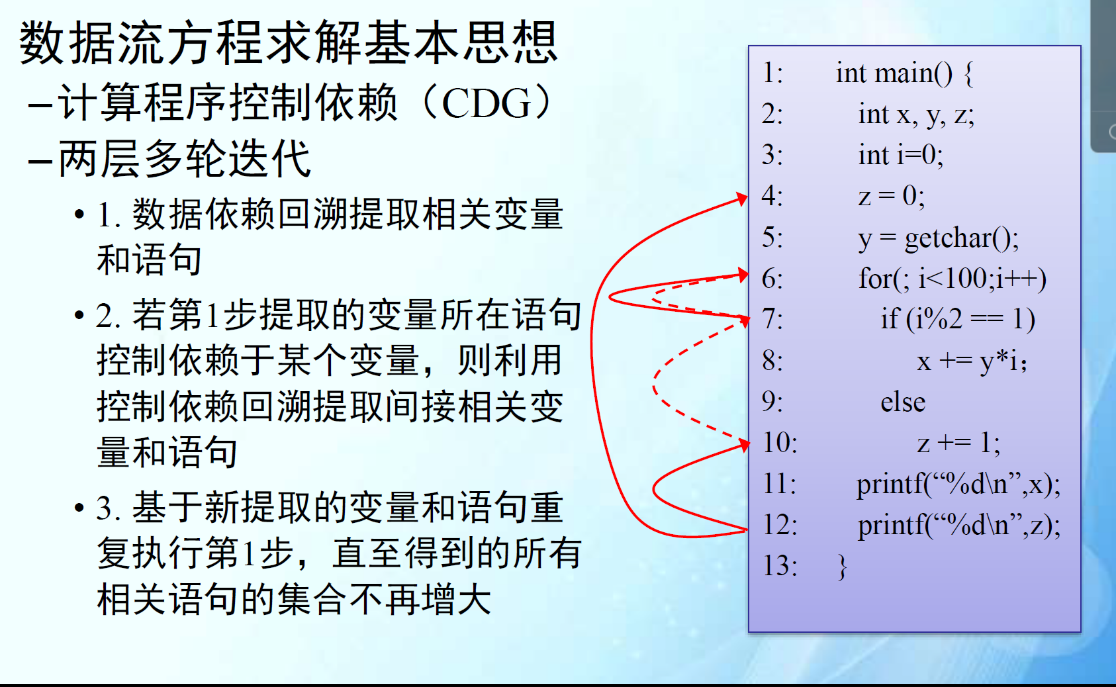 数据流方程求解基本思想
–计算程序控制依赖（CDG）
–两层多轮迭代
• 1. 数据依赖回溯提取相关变量
和语句
• 2. 若第1步提取的变量所在语句
控制依赖于某个变量，则利用
控制依赖回溯提取间接相关变
量和语句
• 3. 基于新提取的变量和语句重
复执行第1步，直至得到的所有
相关语句的集合不再增大
1: int main() {
2: int x, y, z;
3: int i=0;
4: z = 0;
5: y = getchar();
6: for(; i<100;i++)
7: if (i%2 == 1)
8: x += y*i；
9: else
10: z += 1;
11: printf(“%d\n”,x);
12: printf(“%d\n”,z);
13: }